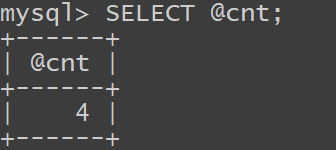 mysql> SELECT @cnt;
+------+
| @cnt |
+------+
|    4 |
+------+